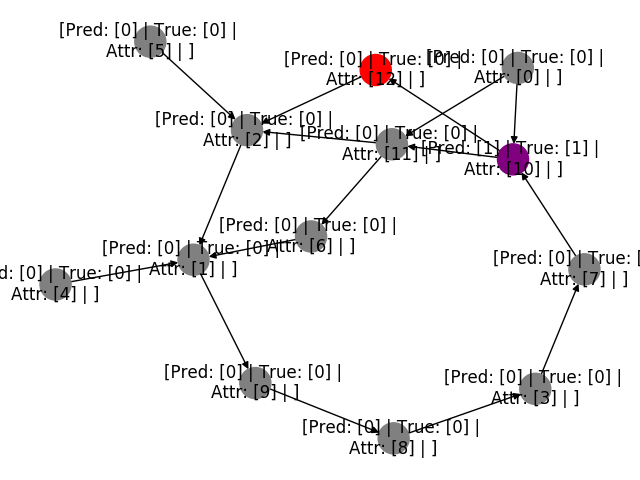 [Pred: [0] | True: [0] |
Attr: [5] | ]
[Pred: [0] | True: [0] |
Attr: [12] | ]
[Pred: [0] | True: [0] |
Attr: [0] | ]
[Pred: [0] | True: [0] |
Attr: [2] | ]
[Pred: [0] | True: [0] |
Attr: [11] | ]
[Pred: [1] | True: [1] |
Attr: [10] | ]
[Pred: [0] | True: [0] |
Attr: [6] | ]
[Pred: [0] | True: [0] |
Attr: [1] | ]
d: [0] | True: [0] |
Attr: [4] | ]
[Pred: [0] | True: [
Attr: [7] | ]
[Pred: [0] | True: [0] |
Attr: [9] | ]
[Pred: [0] | True: [0] |
Attr: [3] | ]
[Pred: [0] | True: [0] |
Attr: [8] | ]